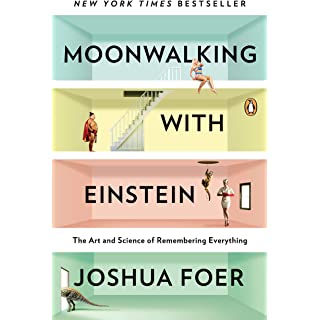 NEW YORK TIMES BESTSELLER
MOONWALKING
WITH
EINSTEIN
The Art and Science of Remembering Everything
JOSHUA FOER